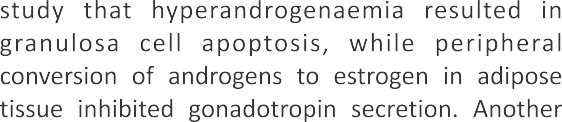 study that hyperandrogenaemia resulted in
granulosa cell apoptosis, while peripheral
conversion of androgens to estrogen in adipose
tissue inhibited gonadotropin secretion. Another